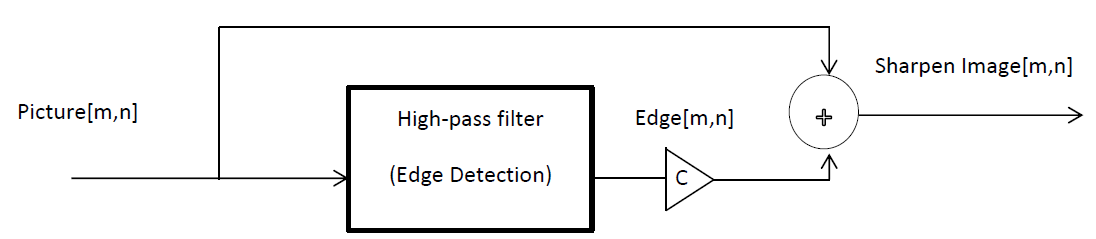 Picture[m,n]
High-pass filter
(Edge Detection)
Edge[m,n]
C
+
Sharpen Image[m,n]